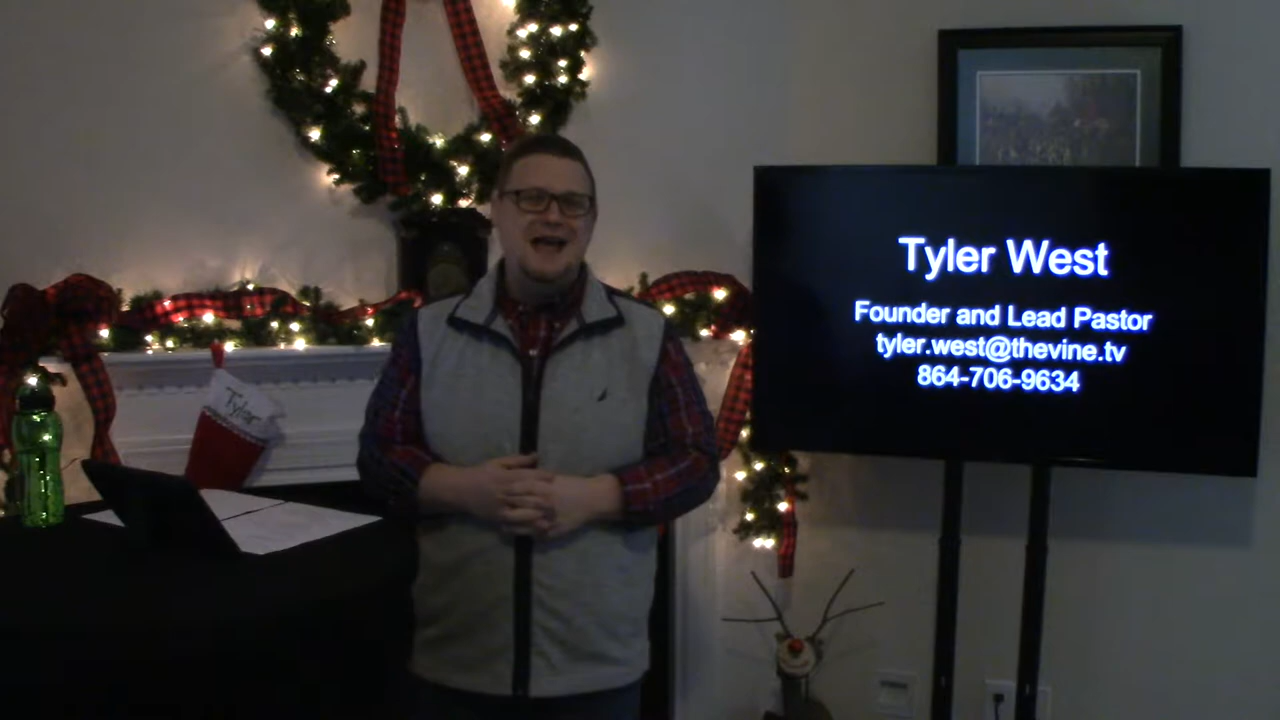 Tyler West
Founder and Lead Pastor
tyler.west@thevine.tv
864-706-9634
Tyler